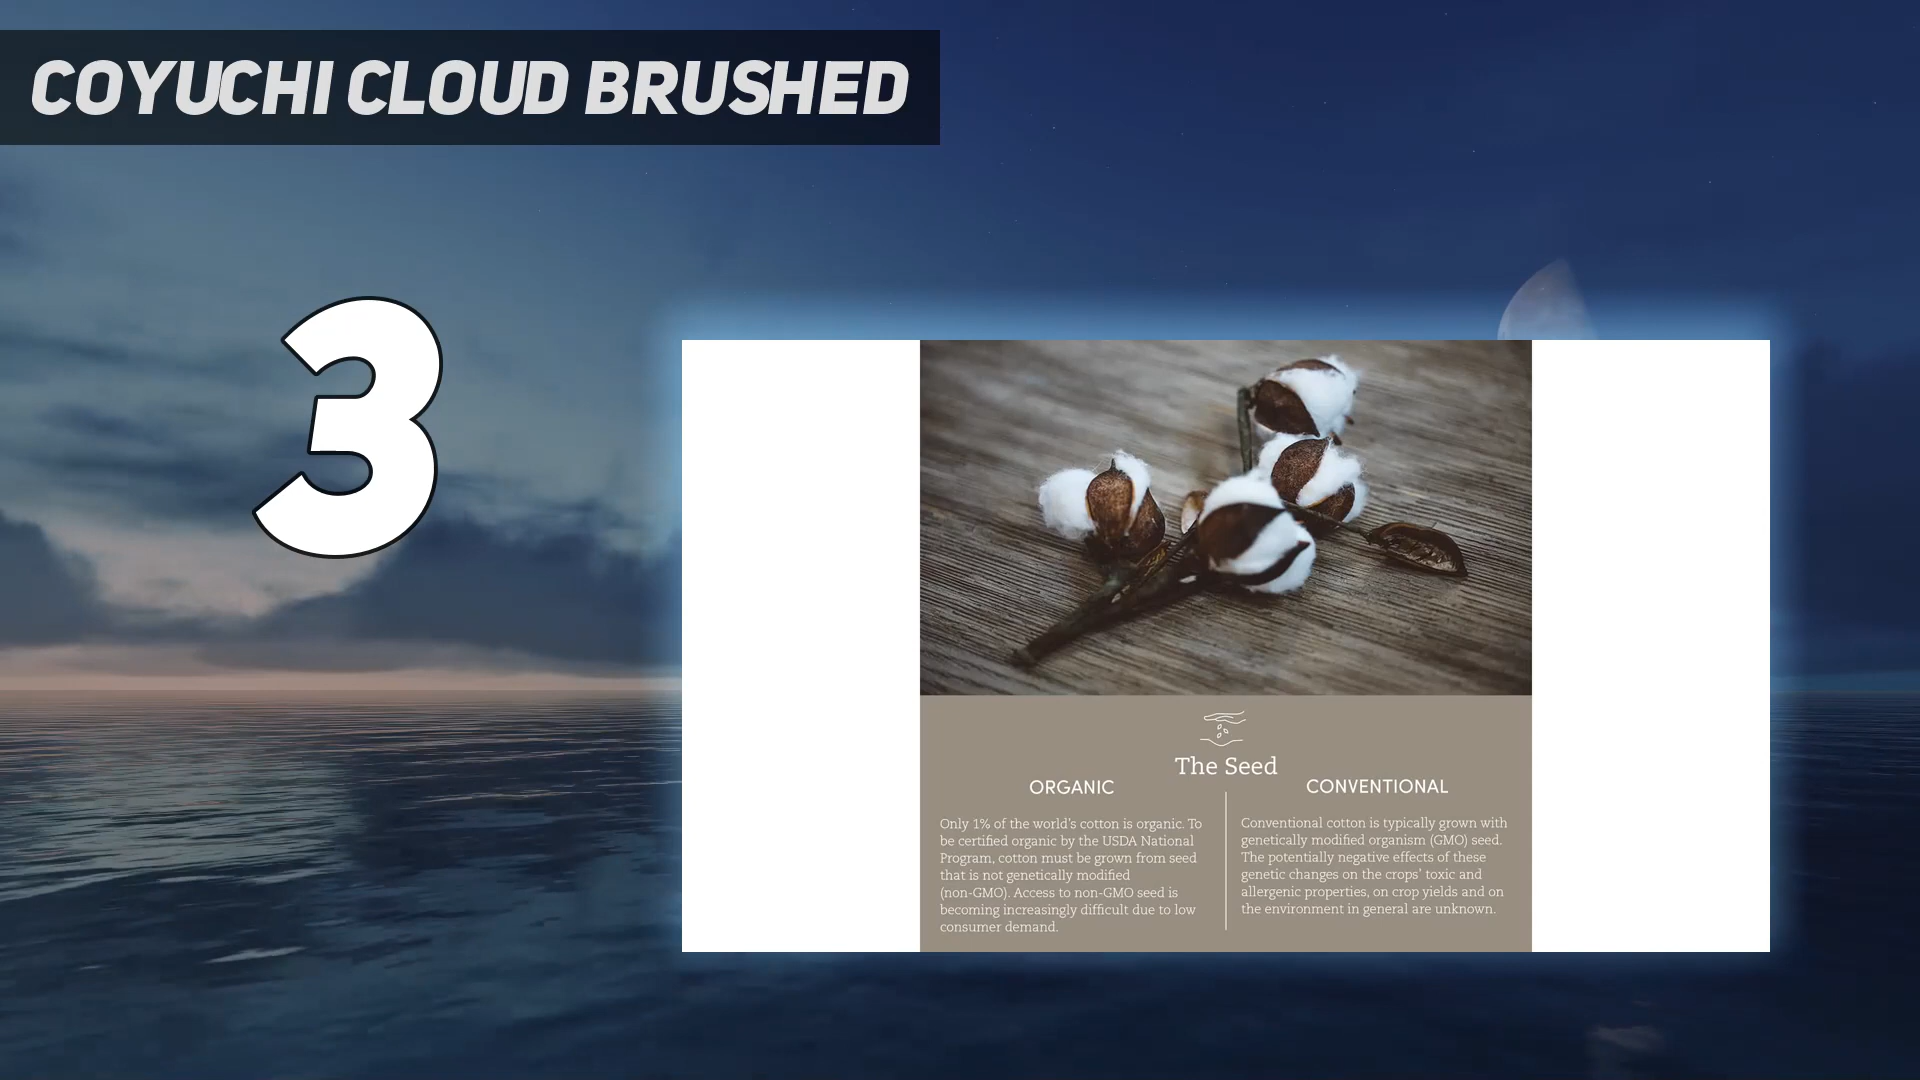 COYUCHI CLOUD BRUSHED
3
The Seed
ORGANIC
Only 1% of the world's cotton is organic. To
be certified organic by the USDA National
Program, cotton must be grown from seed
that is not genetically modified
(non-GMO). Access to non-GMO seed is
becoming increasingly difficult due to low
consumer demand.
CONVENTIONAL
Conventional cotton is typically grown with
genetically modified organism (GMO) seed.
The potentially negative effects of these
genetic changes on the crops' toxic and
allergenic properties, on crop yields and on
the environment in general are unknown.